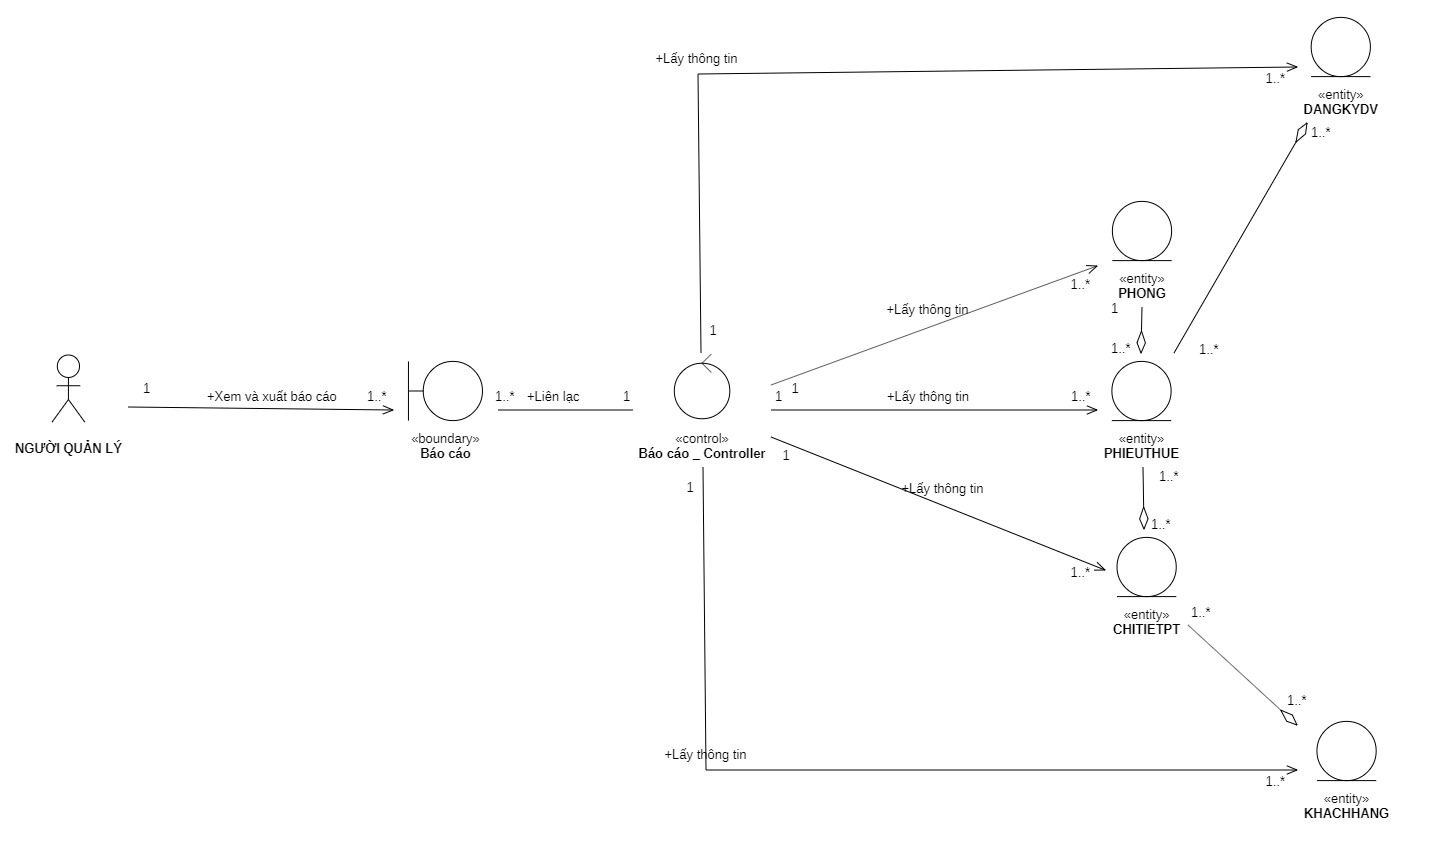 +Lấy thông tin
1..*
«entity»
DANGKYDV
1..*
«entity»
PHONG
1..*
+Lấy thông tin
1
1
1..*
1..*
1
1
+Xem và xuất báo cáo
1..*
1..*
+Liên lạc
1
1
1
+Lấy thông tin
1..*
NGƯỜI QUẢN LÝ
«boundary»
Báo cáo
«control»
Báo cáo _ Controller
1
«entity»
PHIEUTHUE
1..*
1
+Lấy thông tin
1..*
1..*
«entity»
CHITIETPT
1..*
1..*
+Lấy thông tin
1..*
«entity»
KHACHHANG